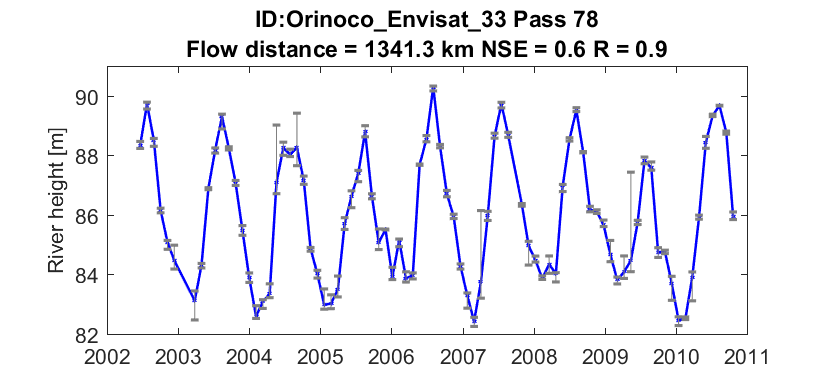 ID:Orinoco_Envisat_33 Pass 78
Flow distance = 1341.3 km NSE = 0.6 R = 0.9
River height [m]
90
88
86
84
82
2002 2003 2004 2005 2006 2007 2008 2009 2010 2011